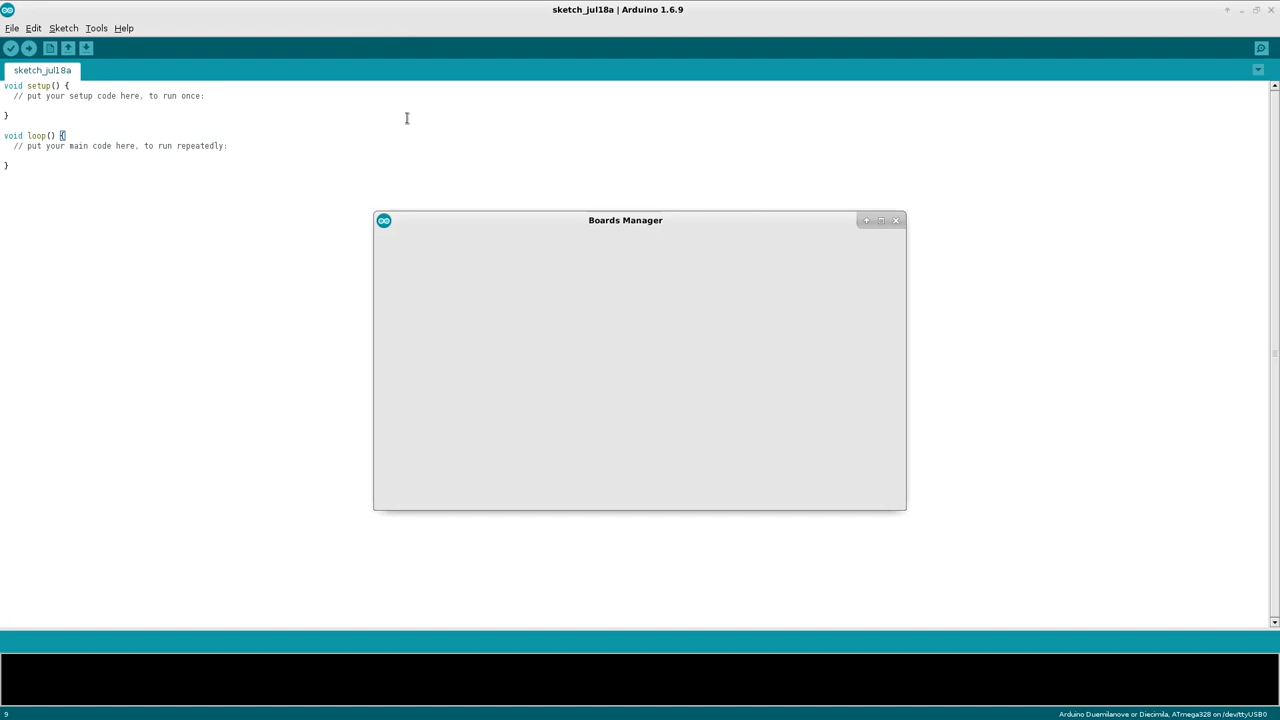 sketch_jul18a | Arduino 1.6.9
File Edit Sketch Tools Help
sketch_jul18a
void setup() {
// put your setup code here, to run once:
}
void loop() {
// put your main code here, to run repeatedly:
}
Boards Manager
9
Arduino Duemilanove or Diecimila, ATmega328 on /dev/ttyUSB0